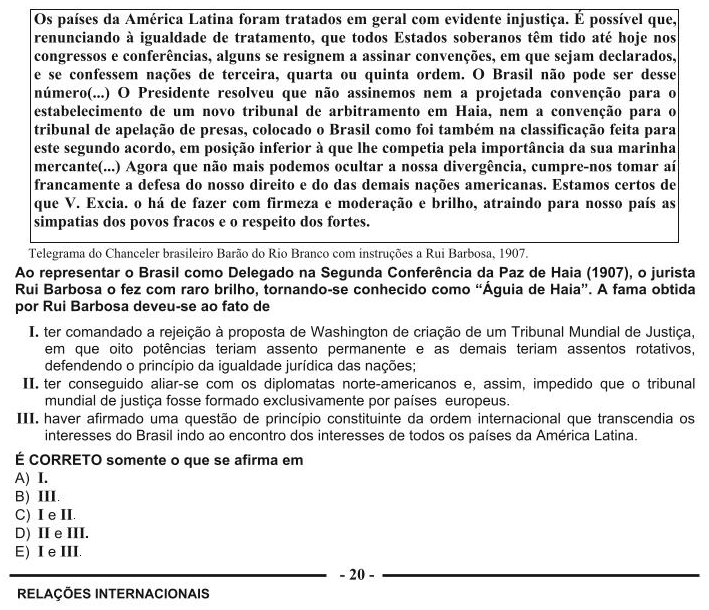 Os países da América Latina foram tratados em geral com evidente injustiça. É possível que,
renunciando à igualdade de tratamento, que todos Estados soberanos têm tido até hoje nos
congressos e conferências, alguns se resignem a assinar convenções, em que sejam declarados,
e se confessem nações de terceira, quarta ou quinta ordem. O Brasil não pode ser desse
número(...) O Presidente resolveu que não assinemos nem a projetada convenção para o
estabelecimento de um novo tribunal de arbitramento em Haia, nem a convenção para o
tribunal de apelação de presas, colocado o Brasil como foi também na classificação feita para
este segundo acordo, em posição inferior à que lhe competia pela importância da sua marinha
mercante(...) Agora que não mais podemos ocultar a nossa divergência, cumpre-nos tomar aí
francamente a defesa do nosso direito e do das demais nações americanas. Estamos certos de
que V. Excia. o há de fazer com firmeza e moderação e brilho, atraindo para nosso país as
simpatias dos povos fracos e o respeito dos fortes.
Telegrama do Chanceler brasileiro Barão do Rio Branco com instruções a Rui Barbosa, 1907.
Ao representar o Brasil como Delegado na Segunda Conferência da Paz de Haia (1907), o jurista
Rui Barbosa o fez com raro brilho, tornando-se conhecido como “Águia de Haia”. A fama obtida
por Rui Barbosa deveu-se ao fato de
I. ter comandado a rejeição à proposta de Washington de criação de um Tribunal Mundial de Justiça,
em que oito potências teriam assento permanente e as demais teriam assentos rotativos,
defendendo o princípio da igualdade jurídica das nações;
II. ter conseguido aliar-se com os diplomatas norte-americanos e, assim, impedido que o tribunal
mundial de justiça fosse formado exclusivamente por países europeus.
III. haver afirmado uma questão de princípio constituinte da ordem internacional que transcendia os
interesses do Brasil indo ao encontro dos interesses de todos os países da América Latina.
É CORRETO somente o que se afirma em
A) I.
B) III.
C) I e II.
D) II e III.
E) I e III.
- 20 -
RELAÇÕES INTERNACIONAIS